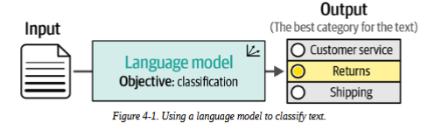 Input
Language model
Objective: classification
Output
(The best category for the text)
Customer service
Returns
Shipping
Figure 4-1. Using a language model to classify text.